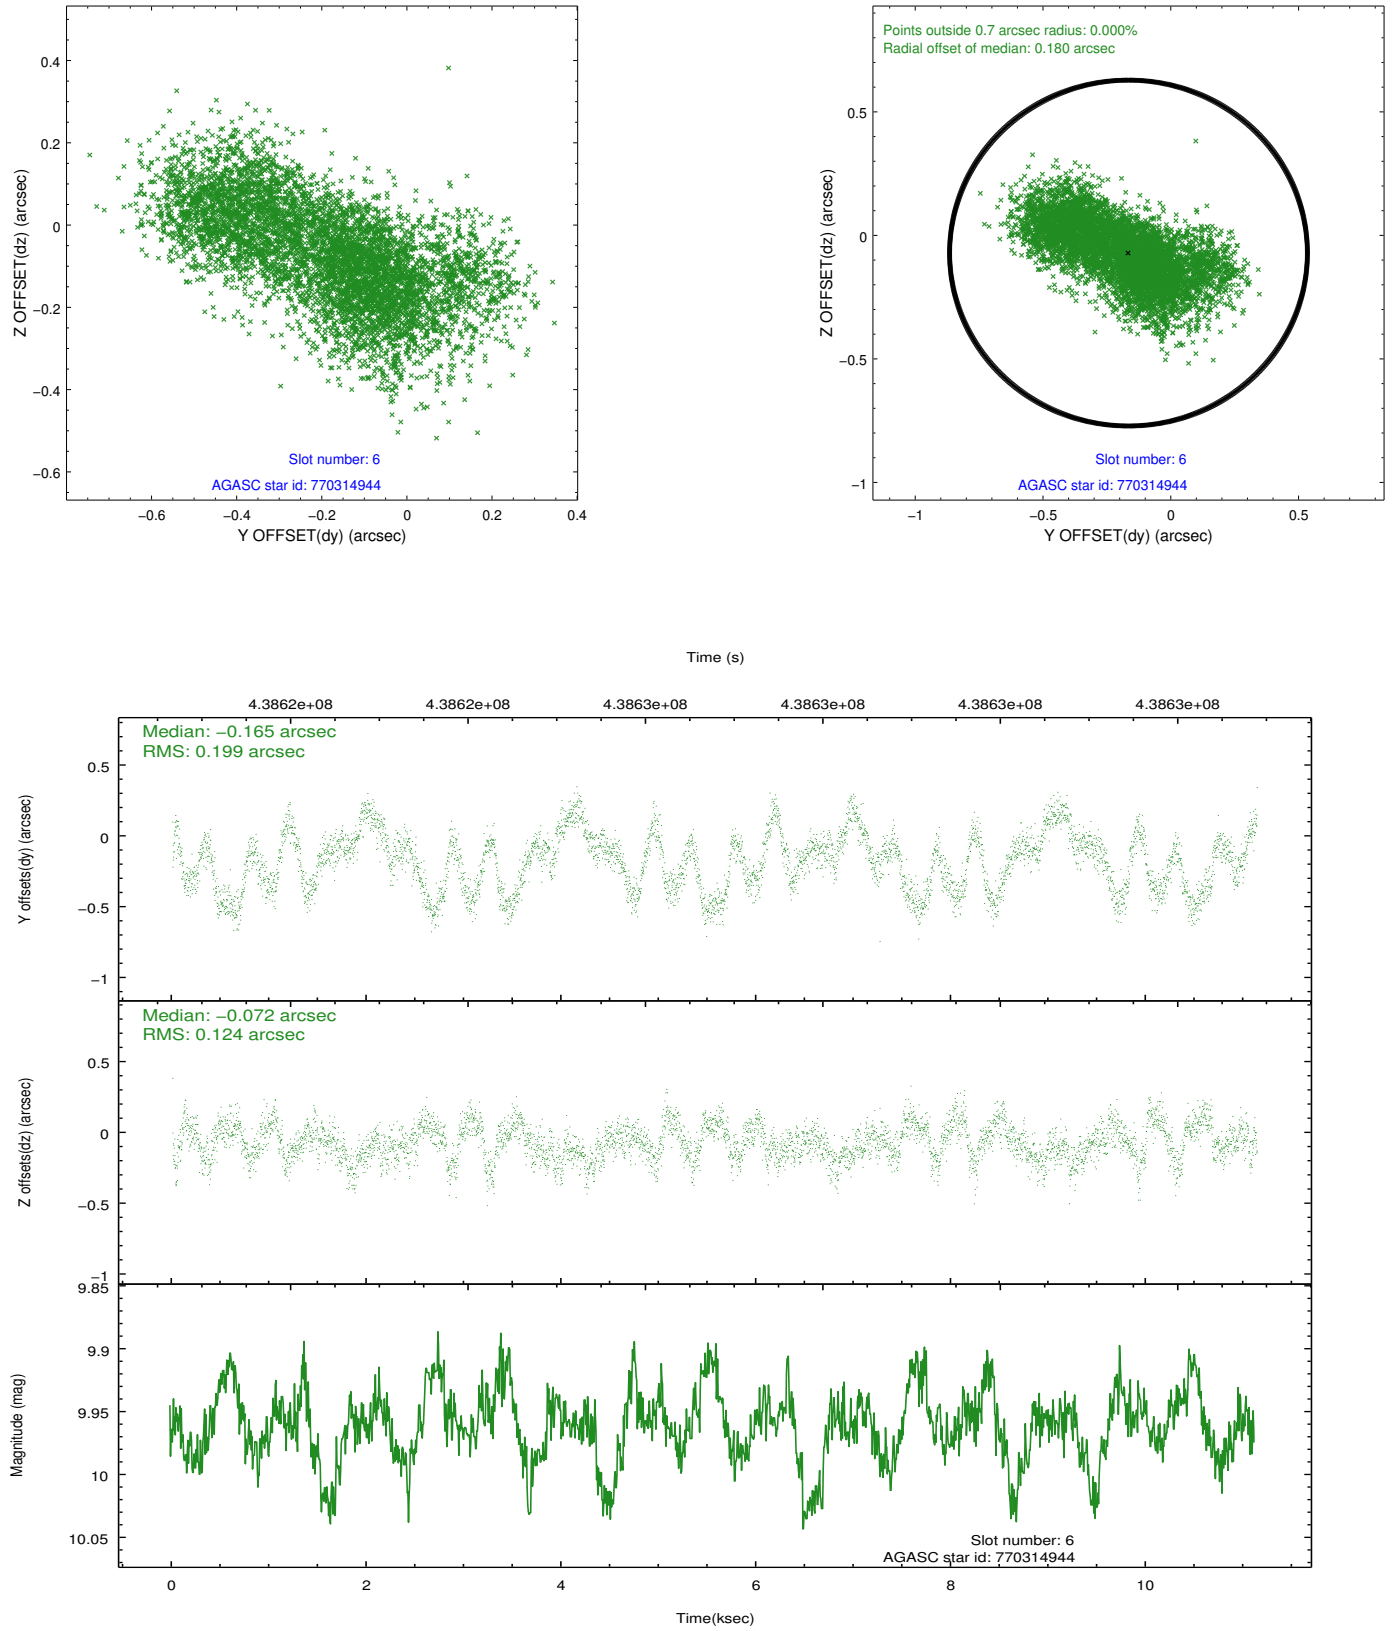 0.4
0.2
0
−0.2
−0.4
−0.6
Z OFFSET(dz) (arcsec)
Slot number: 6
AGASC star id: 770314944
−0.6
−0.4
−0.2
0
0.2
0.4
Y OFFSET(dy) (arcsec)
Points outside 0.7 arcsec radius: 0.000%
Radial offset of median: 0.180 arcsec
0.5
0
−0.5
−1
Z OFFSET(dz) (arcsec)
Slot number: 6
AGASC star id: 770314944
−1
−0.5
0
0.5
Y OFFSET(dy) (arcsec)
Time (s)
4.3862e+08
4.3862e+08
4.3863e+08
4.3863e+08
4.3863e+08
4.3863e+08
Median: −0.165 arcsec
RMS: 0.199 arcsec
0.5
0
−0.5
−1
Y offsets(dy) (arcsec)
Median: −0.072 arcsec
RMS: 0.124 arcsec
0.5
0
−0.5
−1
Z offsets(dz) (arcsec)
9.85
9.9
9.95
10
10.05
Magnitude (mag)
Slot number: 6
AGASC star id: 770314944
0
2
4
6
8
10
Time(ksec)